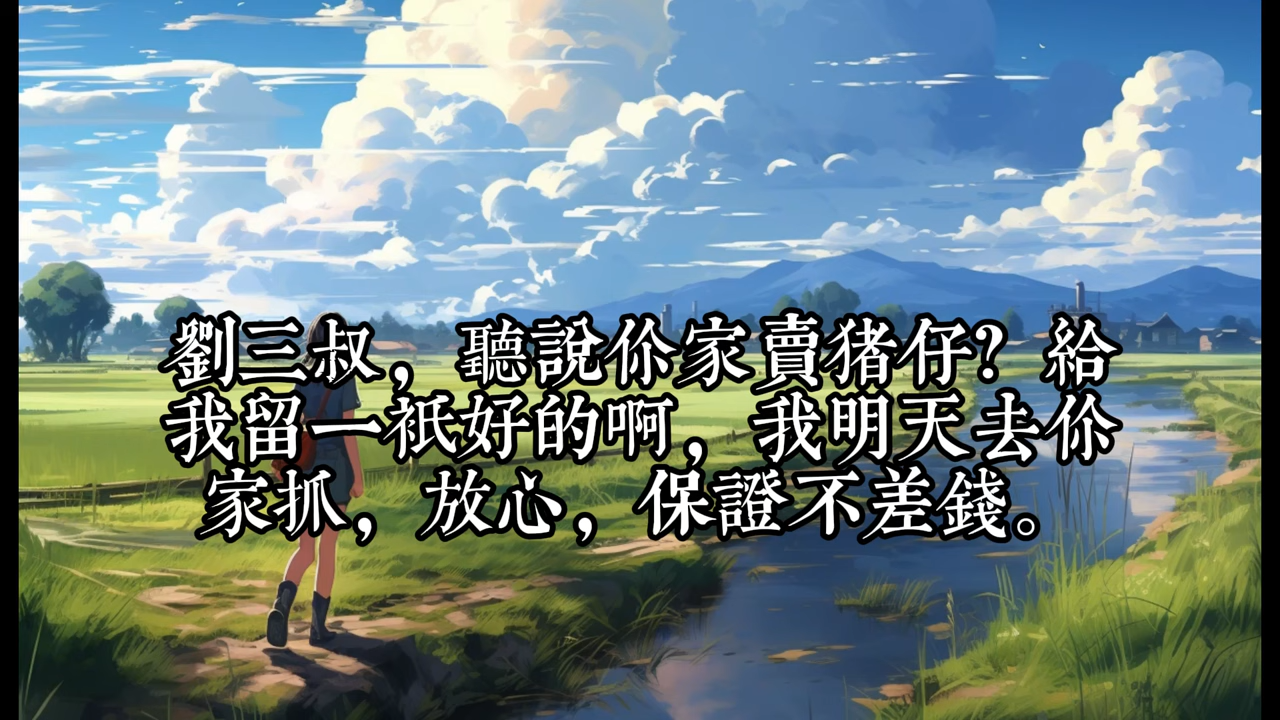 劉三叔，聽說伱家賣猪仔？給
我留一衹好的啊，我明天去伱
家抓，放心，保證不差錢。